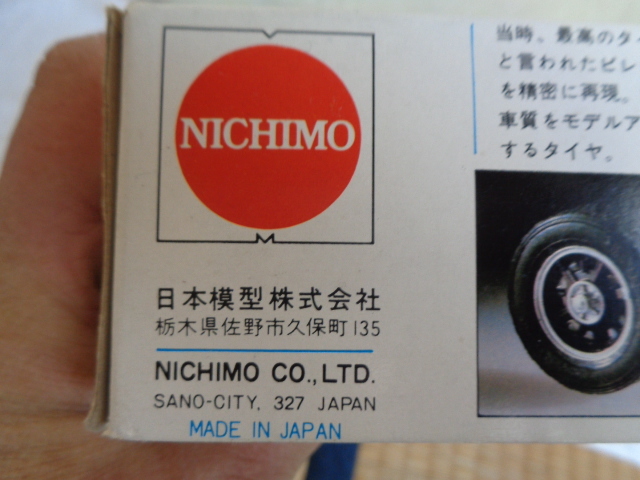 NICHIMO
日本模型株式会社
栃木県佐野市久保町135
NICHIMO CO.,LTD.
SANO-CITY, 327 JAPAN
MADE IN JAPAN
当時、最高のタイ
と言われたピレ
を精密に再現。
車質をモデルア
するタイヤ。